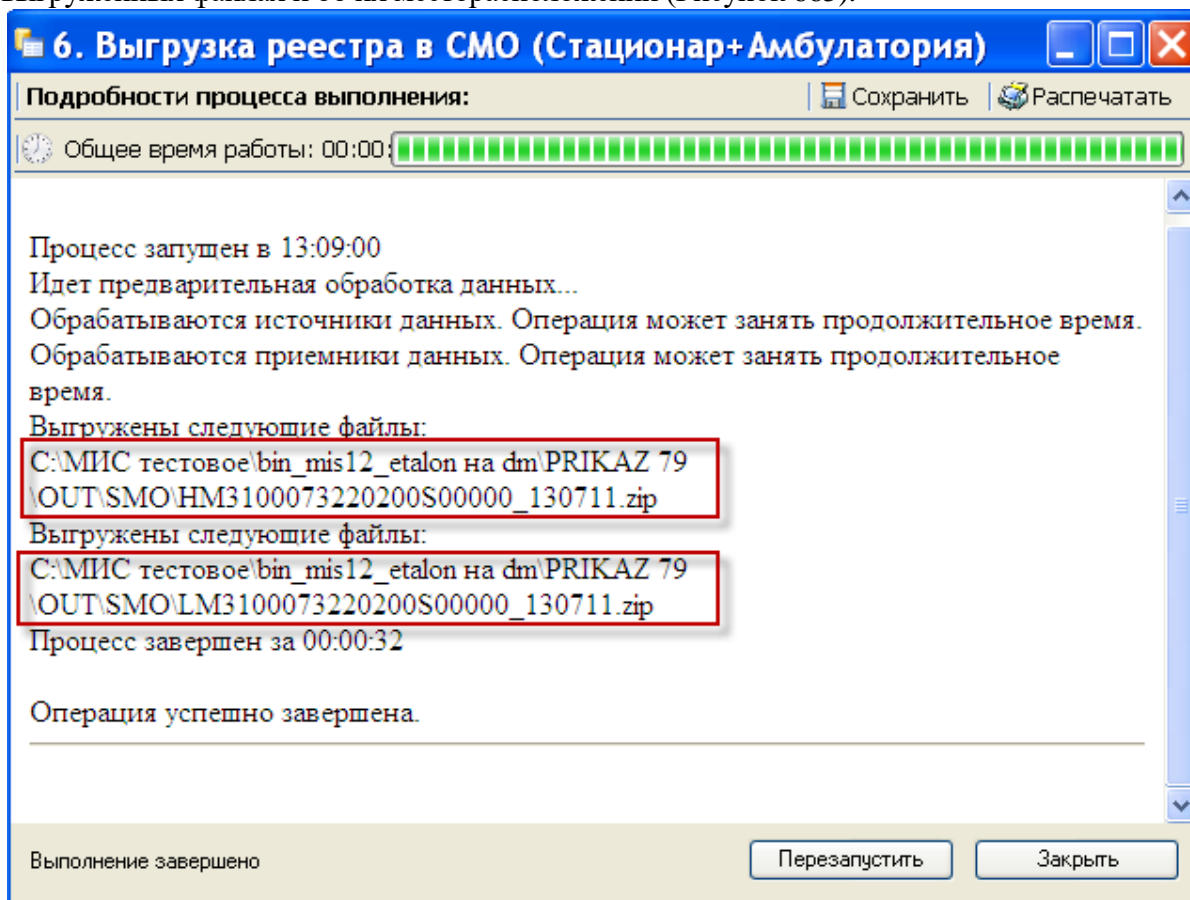 6. Выгрузка реестра в СМО (Стационар+Амбулатория)
Подробности процесса выполнения:
Сохранить
Распечатать
Общее время работы: 00:00:
Процесс запущен в 13:09:00
Идет предварительная обработка данных...
Обрабатываются источники данных. Операция может занять продолжительное время.
Обрабатываются приемники данных. Операция может занять продолжительное
время.
Выгружены следующие файлы:
C:\МИС тестовое\bin_mis12_etalon на dm\PRIKAZ 79
\OUT\SMO\HM3100073220200S00000_130711.zip
Выгружены следующие файлы:
C:\МИС тестовое\bin_mis12_etalon на dm\PRIKAZ 79
\OUT\SMO\LM3100073220200S00000_130711.zip
Процесс завершен за 00:00:32
Операция успешно завершена.
Выполнение завершено
Перезапустить
Закрыть